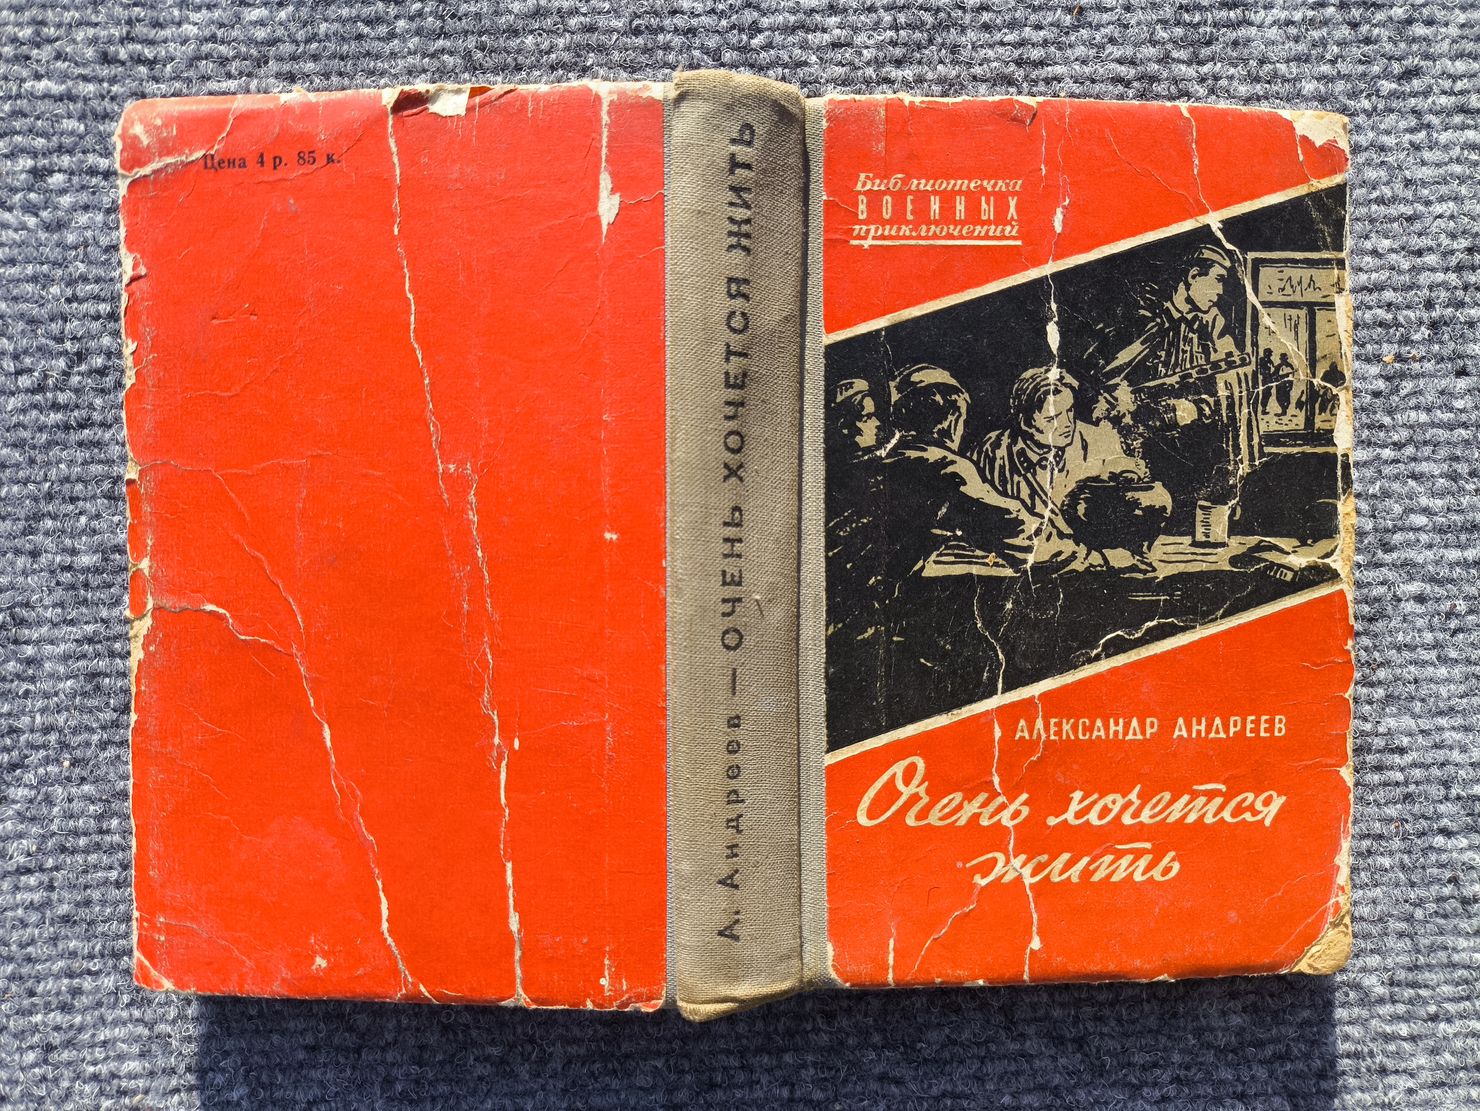 Цена 4 р. 85 к.
А. Андреев — ОЧЕНЬ ХОЧЕТСЯ ЖИТЬ
Библиотечка
ВОЕННЫХ
приключений
АЛЕКСАНДР АНДРЕЕВ
Очень хочется
жить